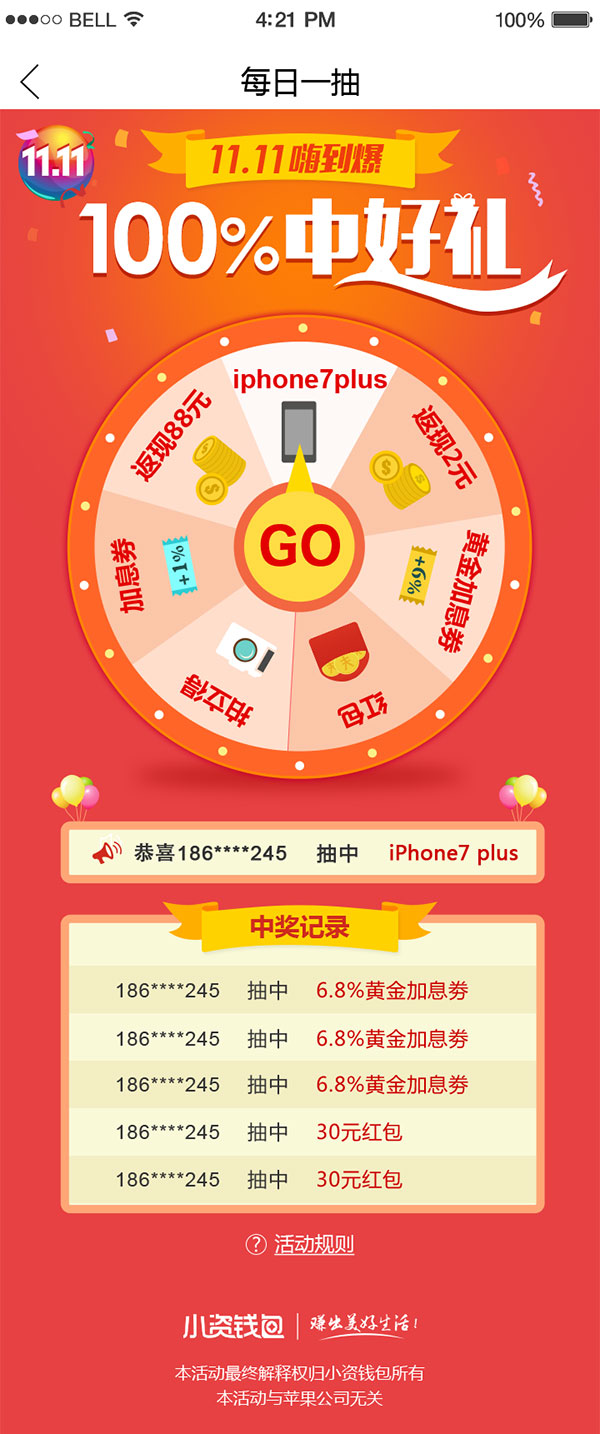 BELL
4:21 PM
100%
每日一抽
11.11
11.11嗨到爆
100%中好礼
iphone7plus
返现2元
黄金加息劵
+6%
红包
拍立得
加息劵
+1%
返现88元
$
$
$
$
GO
恭喜186****245 抽中 iPhone7 plus
中奖记录
186****245 抽中 6.8%黄金加息劵
186****245 抽中 6.8%黄金加息劵
186****245 抽中 6.8%黄金加息劵
186****245 抽中 30元红包
186****245 抽中 30元红包
? 活动规则
小资钱包 | 赚出美好生活!
本活动最终解释权归小资钱包所有
本活动与苹果公司无关